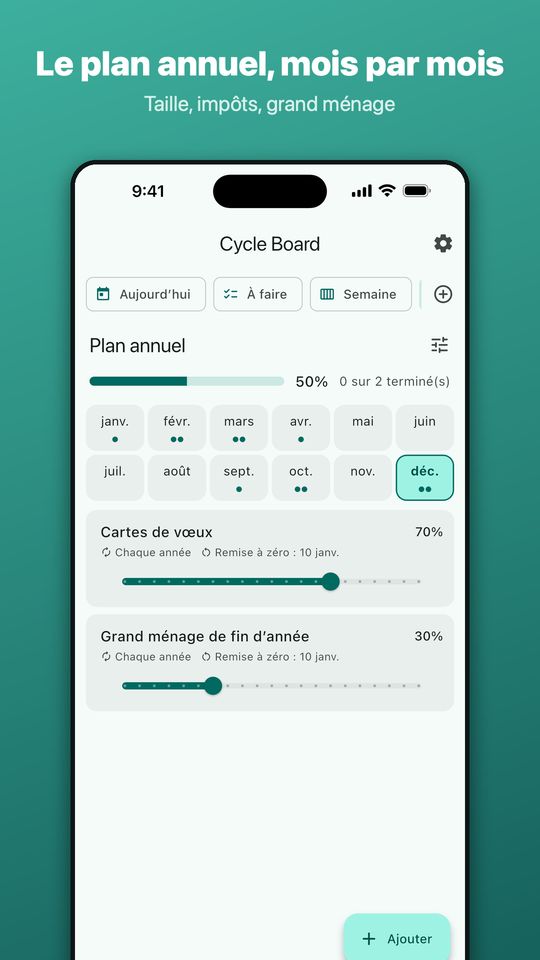 Le plan annuel, mois par mois
Taille, impôts, grand ménage
9:41
Cycle Board
Aujourd’hui
À faire
Semaine
Plan annuel
50% 0 sur 2 terminé(s)
janv. févr. mars avr. mai juin
juil. août sept. oct. nov. déc.
Cartes de vœux 70%
Chaque année Remise à zéro : 10 janv.
Grand ménage de fin d’année 30%
Chaque année Remise à zéro : 10 janv.
Ajouter